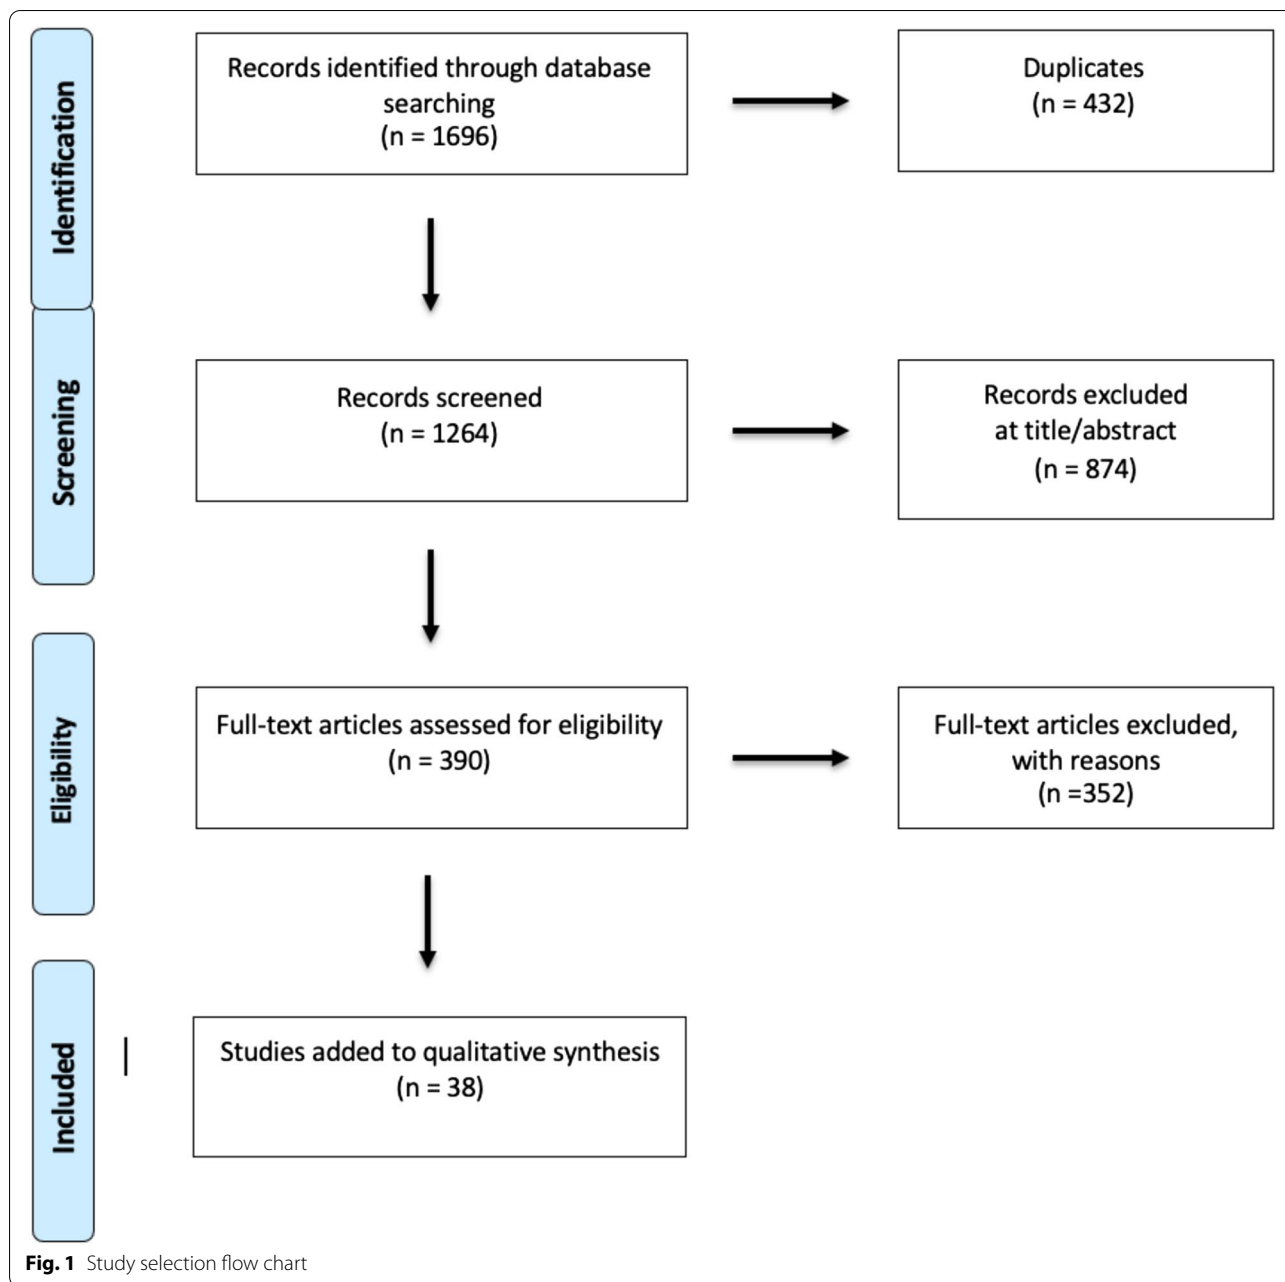 Identification
Records identified through database
searching
(n = 1696)
Duplicates
(n = 432)
Screening
Records screened
(n = 1264)
Records excluded
at title/abstract
(n = 874)
Eligibility
Full-text articles assessed for eligibility
(n = 390)
Full-text articles excluded,
with reasons
(n =352)
Included
Studies added to qualitative synthesis
(n = 38)
Fig. 1 Study selection flow chart